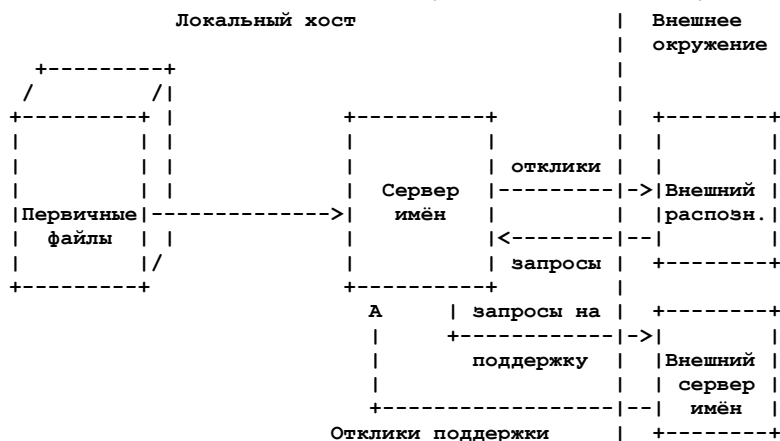 Локальный хост
Внешнее
окружение
отклики
Сервер
имён
Внешний
распозн.
Первичные
файлы
запросы
A
запросы на
поддержку
Внешний
сервер
имён
Отклики поддержки